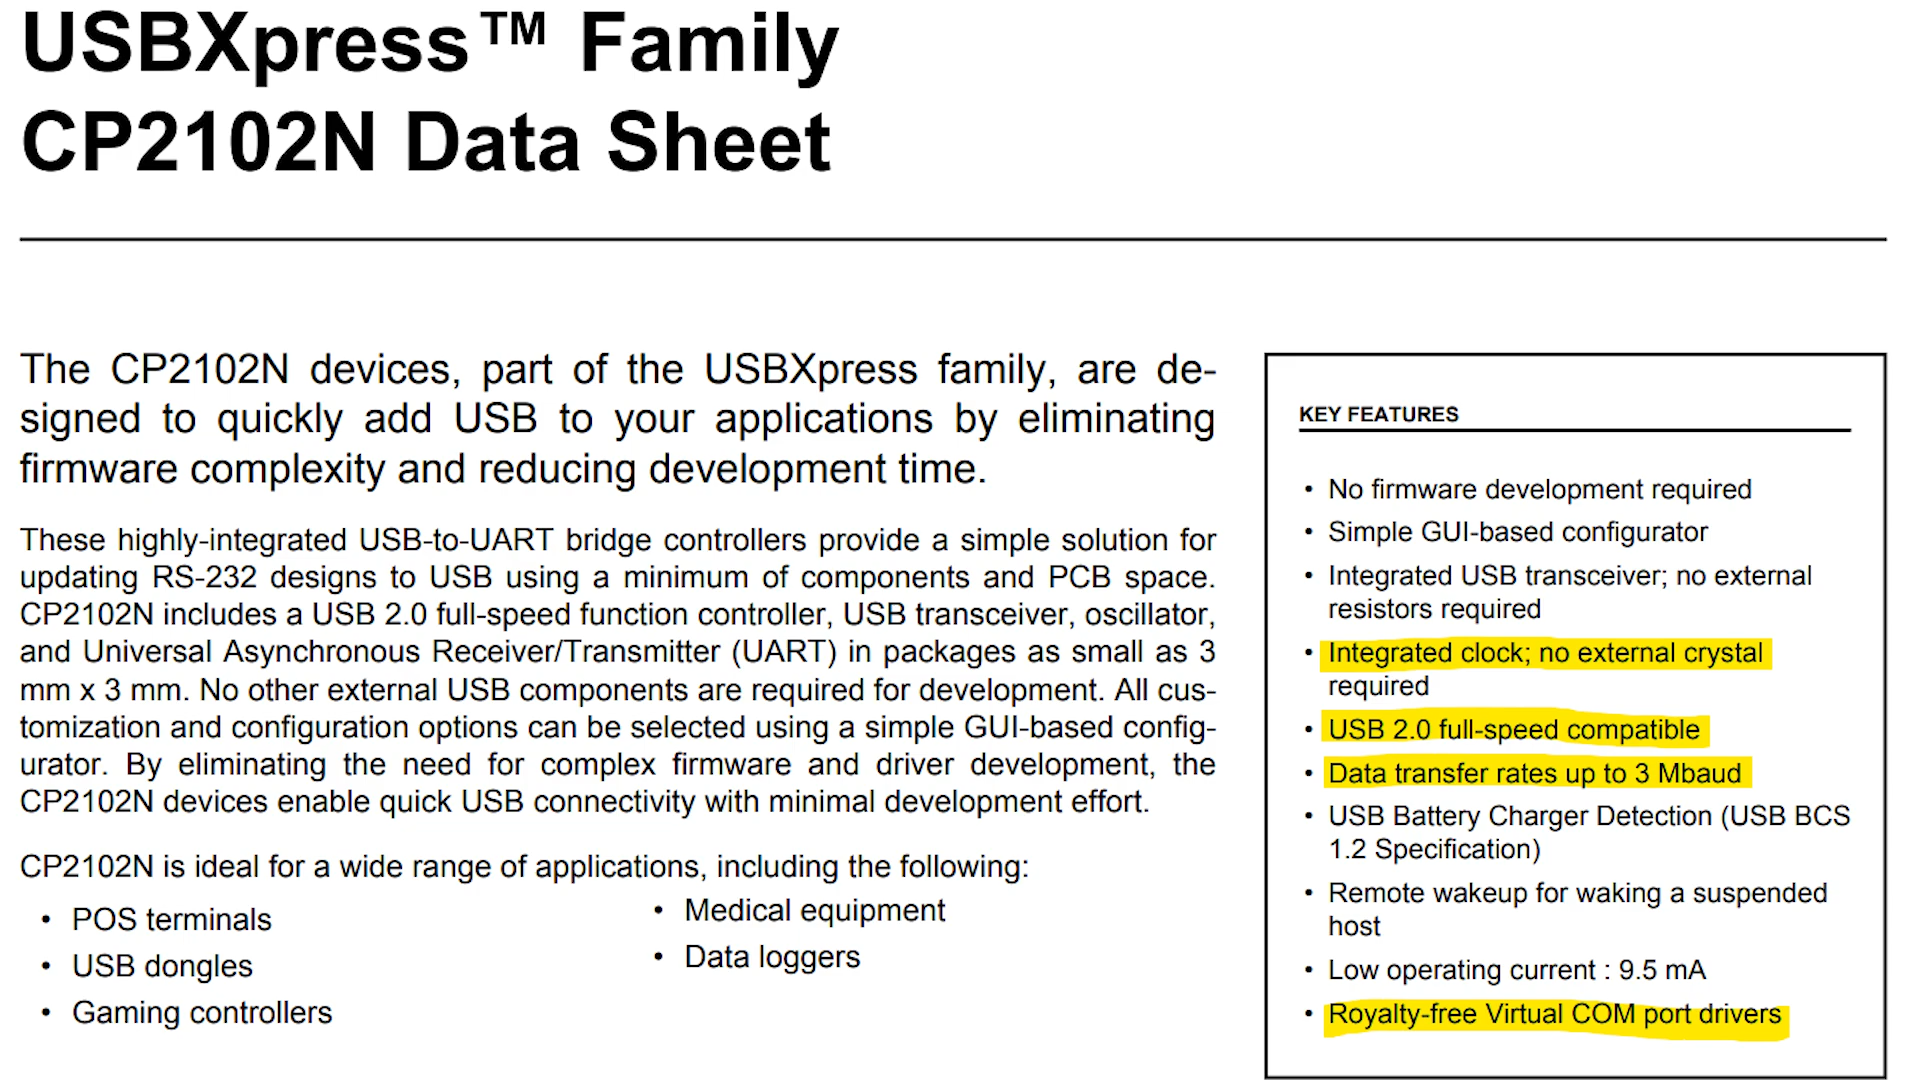 USBXpress™ Family
CP2102N Data Sheet
The CP2102N devices, part of the USBXpress family, are de-
signed to quickly add USB to your applications by eliminating
firmware complexity and reducing development time.
These highly-integrated USB-to-UART bridge controllers provide a simple solution for
updating RS-232 designs to USB using a minimum of components and PCB space.
CP2102N includes a USB 2.0 full-speed function controller, USB transceiver, oscillator,
and Universal Asynchronous Receiver/Transmitter (UART) in packages as small as 3
mm x 3 mm. No other external USB components are required for development. All cus-
tomization and configuration options can be selected using a simple GUI-based config-
urator. By eliminating the need for complex firmware and driver development, the
CP2102N devices enable quick USB connectivity with minimal development effort.
CP2102N is ideal for a wide range of applications, including the following:
• POS terminals
• USB dongles
• Gaming controllers
• Medical equipment
• Data loggers
KEY FEATURES
• No firmware development required
• Simple GUI-based configurator
• Integrated USB transceiver; no external
resistors required
• Integrated clock; no external crystal
required
• USB 2.0 full-speed compatible
• Data transfer rates up to 3 Mbaud
• USB Battery Charger Detection (USB BCS
1.2 Specification)
• Remote wakeup for waking a suspended
host
• Low operating current : 9.5 mA
• Royalty-free Virtual COM port drivers